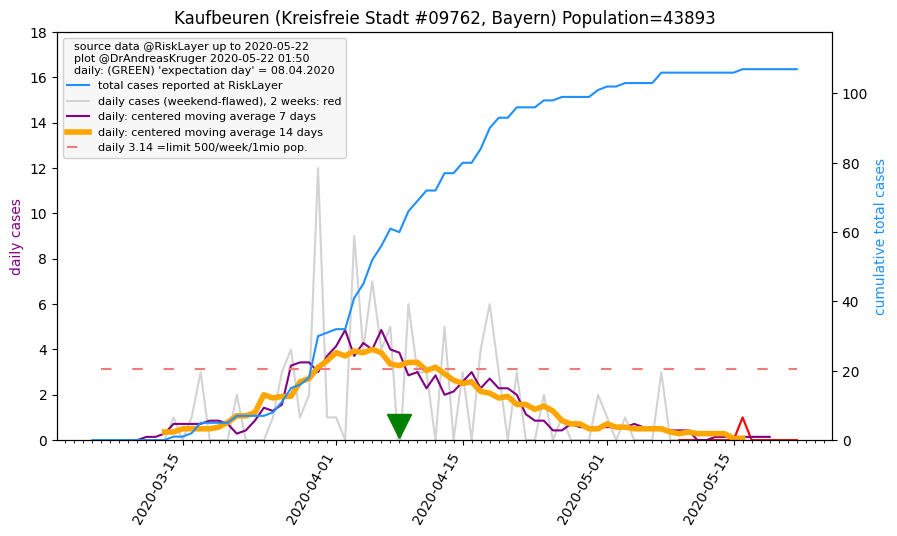 Kaufbeuren (Kreisfreie Stadt #09762, Bayern) Population=43893
source data @RiskLayer up to 2020-05-22
plot @DrAndreasKruger 2020-05-22 01:50
daily: (GREEN) 'expectation day' = 08.04.2020
total cases reported at RiskLayer
daily cases (weekend-flawed), 2 weeks: red
daily: centered moving average 7 days
daily: centered moving average 14 days
daily 3.14 =limit 500/week/1mio pop.
daily cases
18
16
14
12
10
8
6
4
2
0
cumulative total cases
100
80
60
40
20
0
2020-03-15
2020-04-01
2020-04-15
2020-05-01
2020-05-15